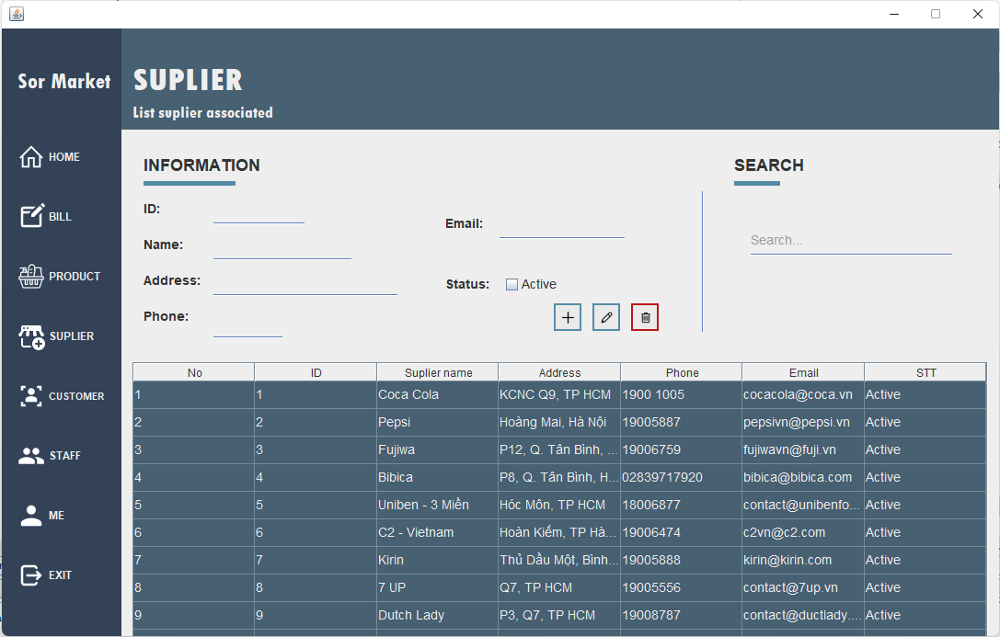 Sor Market
SUPLIER
List suplier associated
HOME
BILL
PRODUCT
SUPLIER
CUSTOMER
STAFF
ME
EXIT
INFORMATION
ID:
Name:
Address:
Phone:
Email:
Status: Active
SEARCH
Search...
No ID Suplier name Address Phone Email STT
1 1 Coca Cola KCNC Q9, TP HCM 1900 1005 cocacola@coca.vn Active
2 2 Pepsi Hoàng Mai, Hà Nội 19005887 pepsivn@pepsi.vn Active
3 3 Fujiwa P12, Q. Tân Bình, ... 19006759 fujiwavn@fuji.vn Active
4 4 Bibica P8, Q. Tân Bình, H... 02839717920 bibica@bibica.com Active
5 5 Uniben - 3 Miền Hóc Môn, TP HCM 18006877 contact@unibenfo... Active
6 6 C2 - Vietnam Hoàn Kiếm, TP Hà... 19006474 c2vn@c2.com Active
7 7 Kirin Thủ Dầu Một, Bình... 19005888 kirin@kirin.com Active
8 8 7 UP Q7, TP HCM 19005556 contact@7up.vn Active
9 9 Dutch Lady P3, Q7, TP HCM 19008787 contact@ductlady.... Active